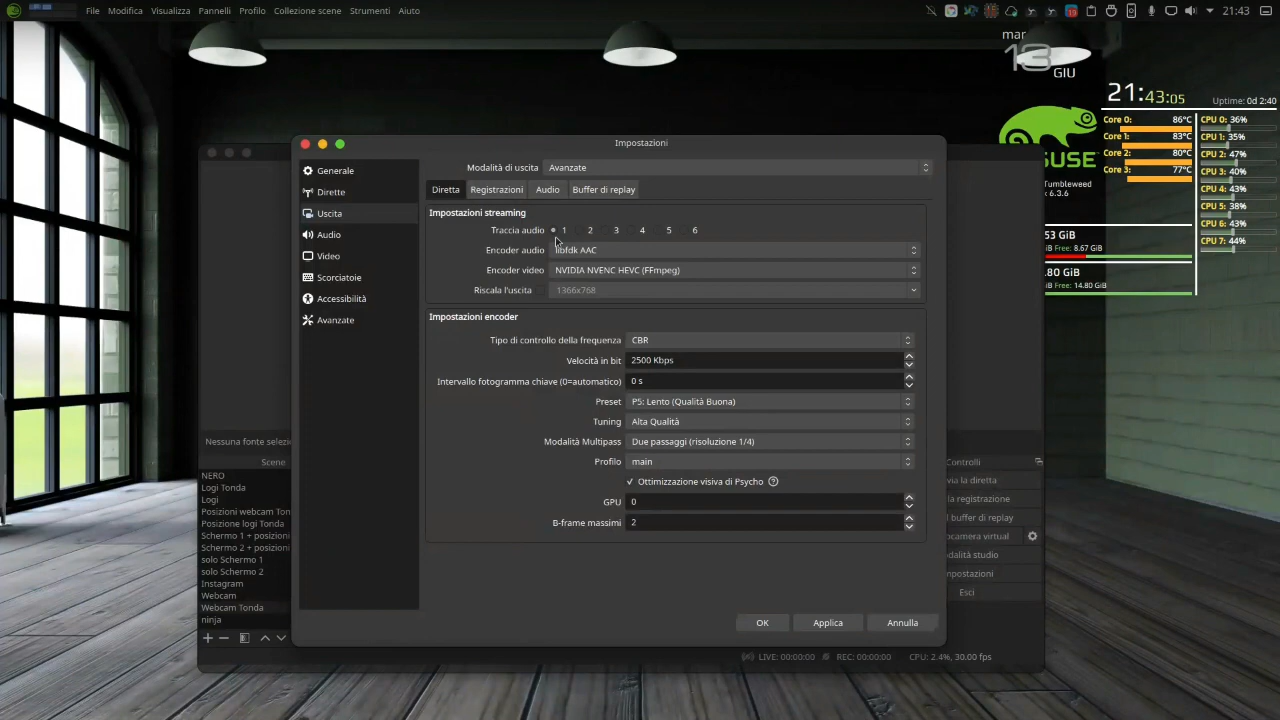 File Modifica Visualizza Pannelli Profilo Collezione scene Strumenti Aiuto
19
21:43
mar
13
GIU
21:43:05
Uptime: 0d 2:40
Core 0: 86°C
Core 1: 83°C
Core 2: 80°C
Core 3: 77°C
CPU 0: 36%
CPU 1: 35%
CPU 2: 47%
CPU 3: 40%
CPU 4: 43%
CPU 5: 38%
CPU 6: 43%
CPU 7: 44%
USE
Tumbleweed
x 6.3.6
53 GiB
iB Free: 8.67 GiB
.80 GiB
iB Free: 14.80 GiB
Impostazioni
Generale
Dirette
Uscita
Audio
Video
Scorciatoie
Accessibilità
Avanzate
Modalità di uscita Avanzate
Diretta Registrazioni Audio Buffer di replay
Impostazioni streaming
Traccia audio 1 2 3 4 5 6
Encoder audio libfdk AAC
Encoder video NVIDIA NVENC HEVC (FFmpeg)
Riscala l'uscita 1366x768
Impostazioni encoder
Tipo di controllo della frequenza CBR
Velocità in bit 2500 Kbps
Intervallo fotogramma chiave (0=automatico) 0 s
Preset P5: Lento (Qualità Buona)
Tuning Alta Qualità
Modalità Multipass Due passaggi (risoluzione 1/4)
Profilo main
Ottimizzazione visiva di Psycho
GPU 0
B-frame massimi 2
OK Applica Annulla
Nessuna fonte selezi
Scene
NERO
Logi Tonda
Logi
Posizioni webcam Ton
Posizione logi Tonda
Schermo 1 + posizioni
Schermo 2 + posizioni
solo Schermo 1
solo Schermo 2
Instagram
Webcam
Webcam Tonda
ninja
Controlli
via la diretta
la registrazione
l buffer di replay
ocamera virtual
odalità studio
mpostazioni
Esci
LIVE: 00:00:00 REC: 00:00:00 CPU: 2.4%, 30.00 fps